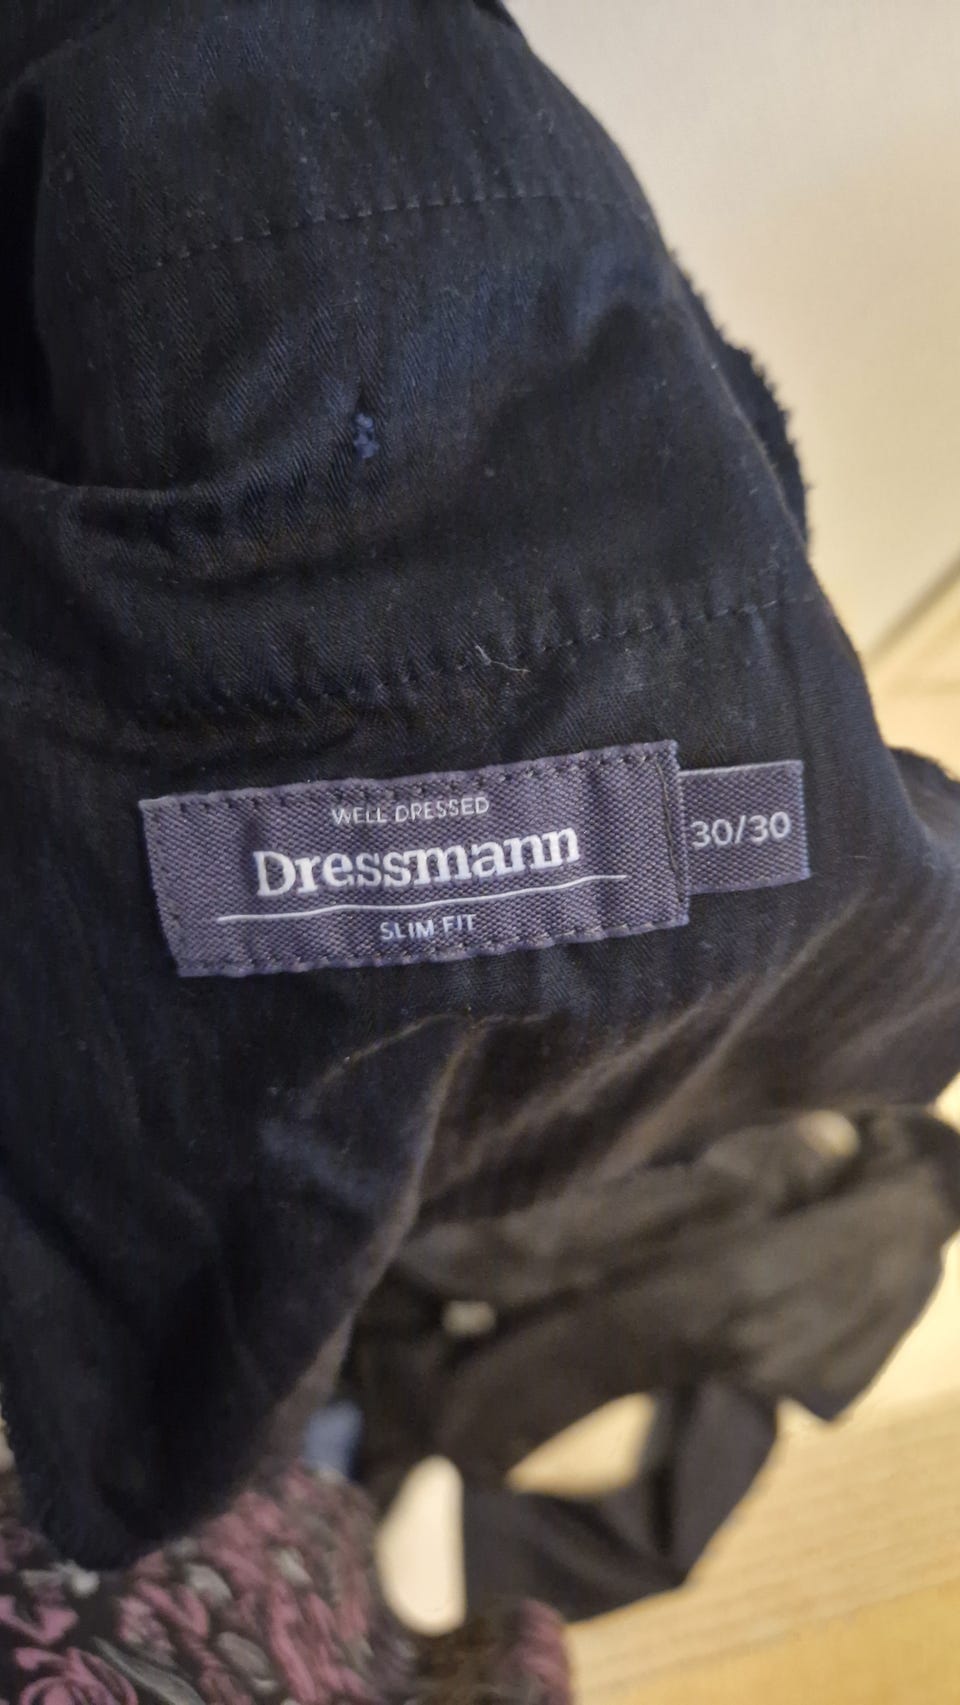 WELL DRESSED
Dressmann
SLIM FIT
30/30